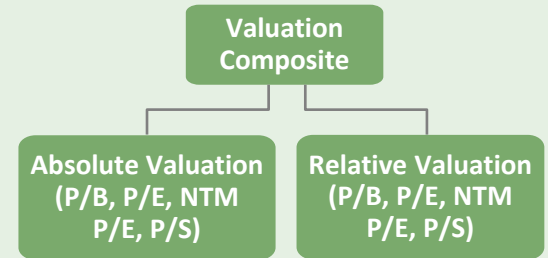 Valuation
Composite
Absolute Valuation
(P/B, P/E, NTM
P/E, P/S)
Relative Valuation
(P/B, P/E, NTM
P/E, P/S)